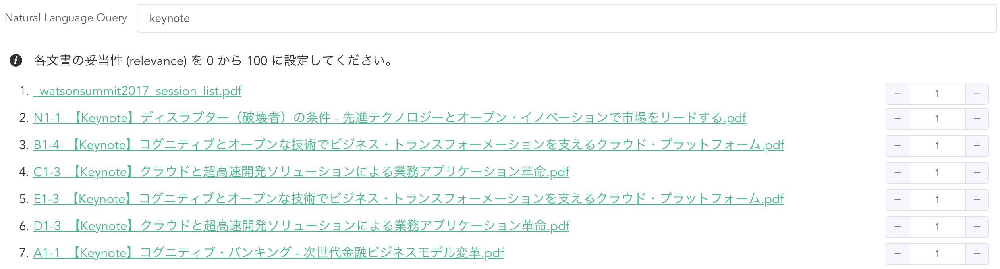 Natural Language Query keynote
各文書の妥当性 (relevance) を 0 から 100 に設定してください。
1. _watsonsummit2017_session_list.pdf − 1 +
2. N1-1 【Keynote】ディスラプター（破壊者）の条件 - 先進テクノロジーとオープン・イノベーションで市場をリードする.pdf − 1 +
3. B1-4 【Keynote】コグニティブとオープンな技術でビジネス・トランスフォーメーションを支えるクラウド・プラットフォーム.pdf − 1 +
4. C1-3 【Keynote】クラウドと超高速開発ソリューションによる業務アプリケーション革命.pdf − 1 +
5. E1-3 【Keynote】コグニティブとオープンな技術でビジネス・トランスフォーメーションを支えるクラウド・プラットフォーム.pdf − 1 +
6. D1-3 【Keynote】クラウドと超高速開発ソリューションによる業務アプリケーション革命.pdf − 1 +
7. A1-1 【Keynote】コグニティブ・バンキング - 次世代金融ビジネスモデル変革.pdf − 1 +